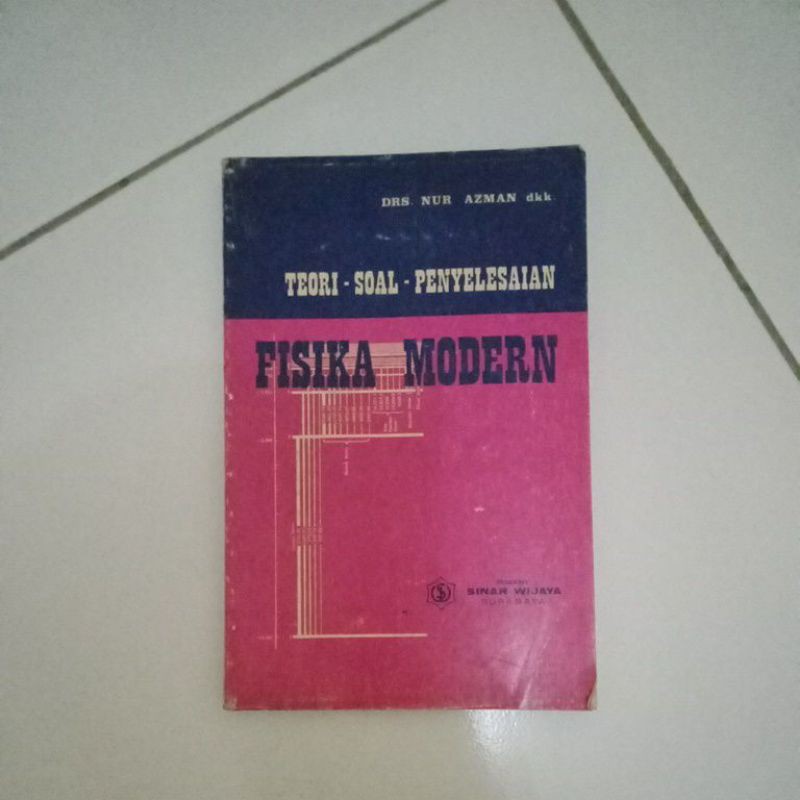 DRS. NUR AZMAN dkk.
TEORI - SOAL - PENYELESAIAN
FISIKA MODERN
SINAR WIJAYA
SURABAYA